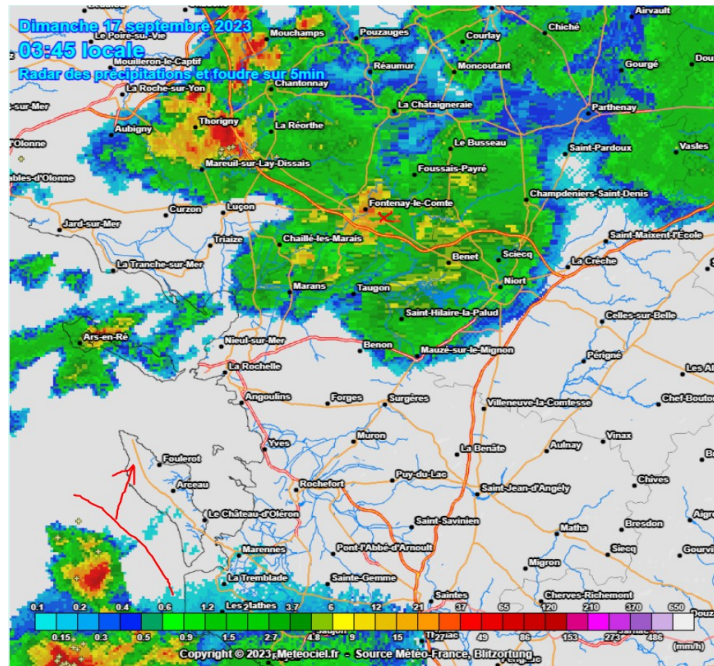 Dimanche 17 septembre 2023
03:45 locale
Radar des précipitations et foudre sur 5min
Mouchamps
Pouzauges
Courlay
Chiché
Airvault
Le Poiré-sur-Vie
Mouilleron-le-Captif
Réaumur
Moncoutant
Gourgé
La Roche-sur-Yon
Chantonnay
La Châtaigneraie
Parthenay
Aubigny
Thorigny
La Réorthe
Le Busseau
Saint-Pardoux
Vasles
Mareuil-sur-Lay-Dissais
Foussais-Payré
Champdeniers-Saint-Denis
Curzon
Luçon
Fontenay-le-Comte
Jard-sur-Mer
Triaize
Chaillé-les-Marais
Saint-Maixent-l'École
Benet
Sciecq
La Crèche
La Tranche-sur-Mer
Marans
Taugon
Niort
Saint-Hilaire-la-Palud
Celles-sur-Belle
Ars-en-Ré
Nieul-sur-Mer
Benon
Mauzé-sur-le-Mignon
Périgné
La Rochelle
Angoulins
Forges
Surgères
Villeneuve-la-Comtesse
Chef-Bouton
Yves
Muron
La Benâte
Aulnay
Vinax
Foulerot
Arceau
Rochefort
Puy-du-Lac
Saint-Jean-d'Angély
Chives
Le Château-d'Oléron
Saint-Savinien
Matha
Bresdon
Marennes
Pont-l'Abbé-d'Arnoult
Siecq
Gourvi
La Tremblade
Sainte-Gemme
Migron
Saintes
Cherves-Richemont
0.1 0.2 0.4 0.6 1.2 2 3.7 6 12 21 37 65 120 210 370 650
0.15 0.3 0.5 0.9 1.5 2.7 4.8 9 15 27 49 86 153 273 486 (mm/h)
Copyright © 2023 Meteociel.fr - Source Météo-France, Blitzortung